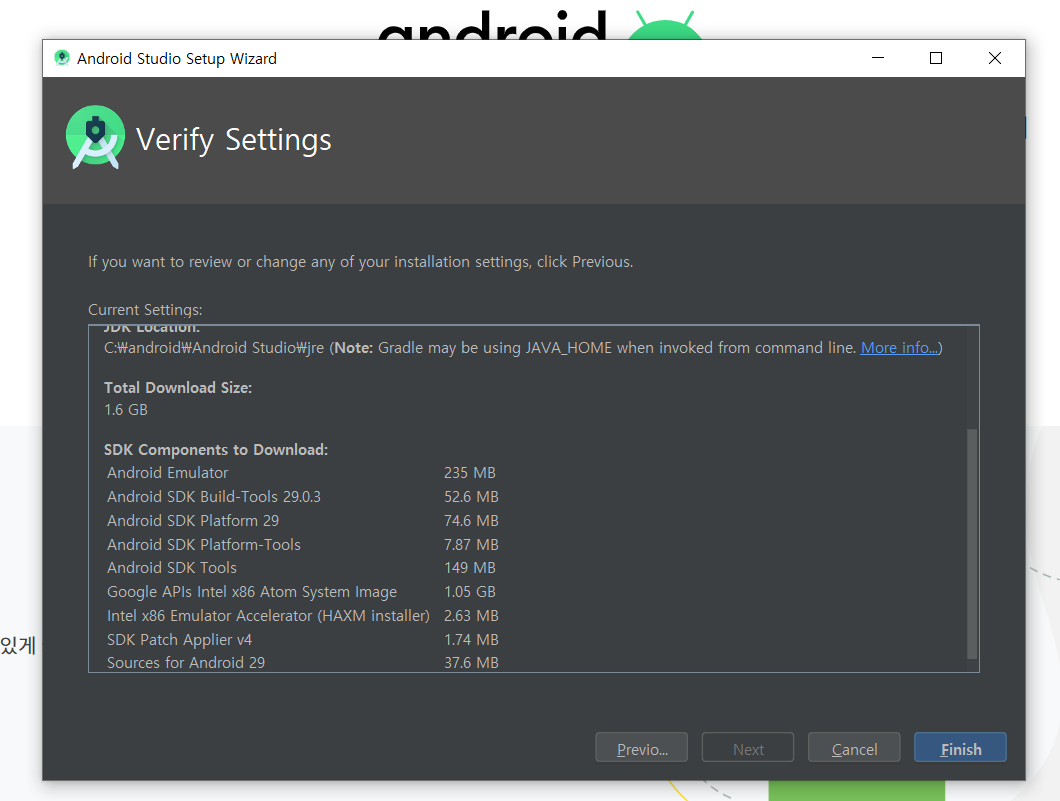 android
Android Studio Setup Wizard
Verify Settings
If you want to review or change any of your installation settings, click Previous.
Current Settings:
JDK Location:
C:₩android₩Android Studio₩jre (Note: Gradle may be using JAVA_HOME when invoked from command line. More info...)
Total Download Size:
1.6 GB
SDK Components to Download:
Android Emulator 235 MB
Android SDK Build-Tools 29.0.3 52.6 MB
Android SDK Platform 29 74.6 MB
Android SDK Platform-Tools 7.87 MB
Android SDK Tools 149 MB
Google APIs Intel x86 Atom System Image 1.05 GB
Intel x86 Emulator Accelerator (HAXM installer) 2.63 MB
SDK Patch Applier v4 1.74 MB
있게
Sources for Android 29 37.6 MB
Previo... Next Cancel Finish